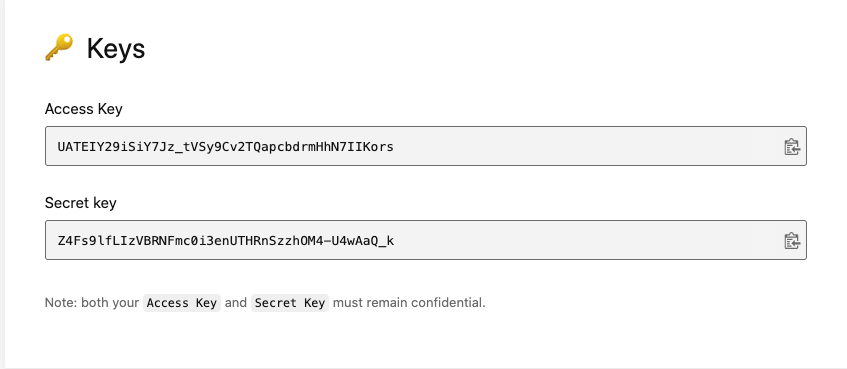 🔑 Keys
Access Key
UATEIY29iSiY7Jz_tVSy9Cv2TQapcbdrmHhN7IIKors
Secret key
Z4Fs9lfLIzVBRNFmc0i3enUTHRnSzzhOM4-U4wAaQ_k
Note: both your Access Key and Secret Key must remain confidential.